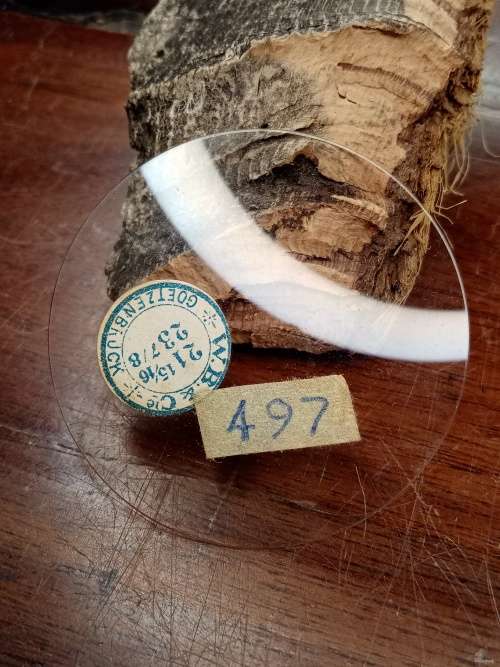 W.B. & Cie
GOETZENBRUCK
21 15/16
23 7/8
497